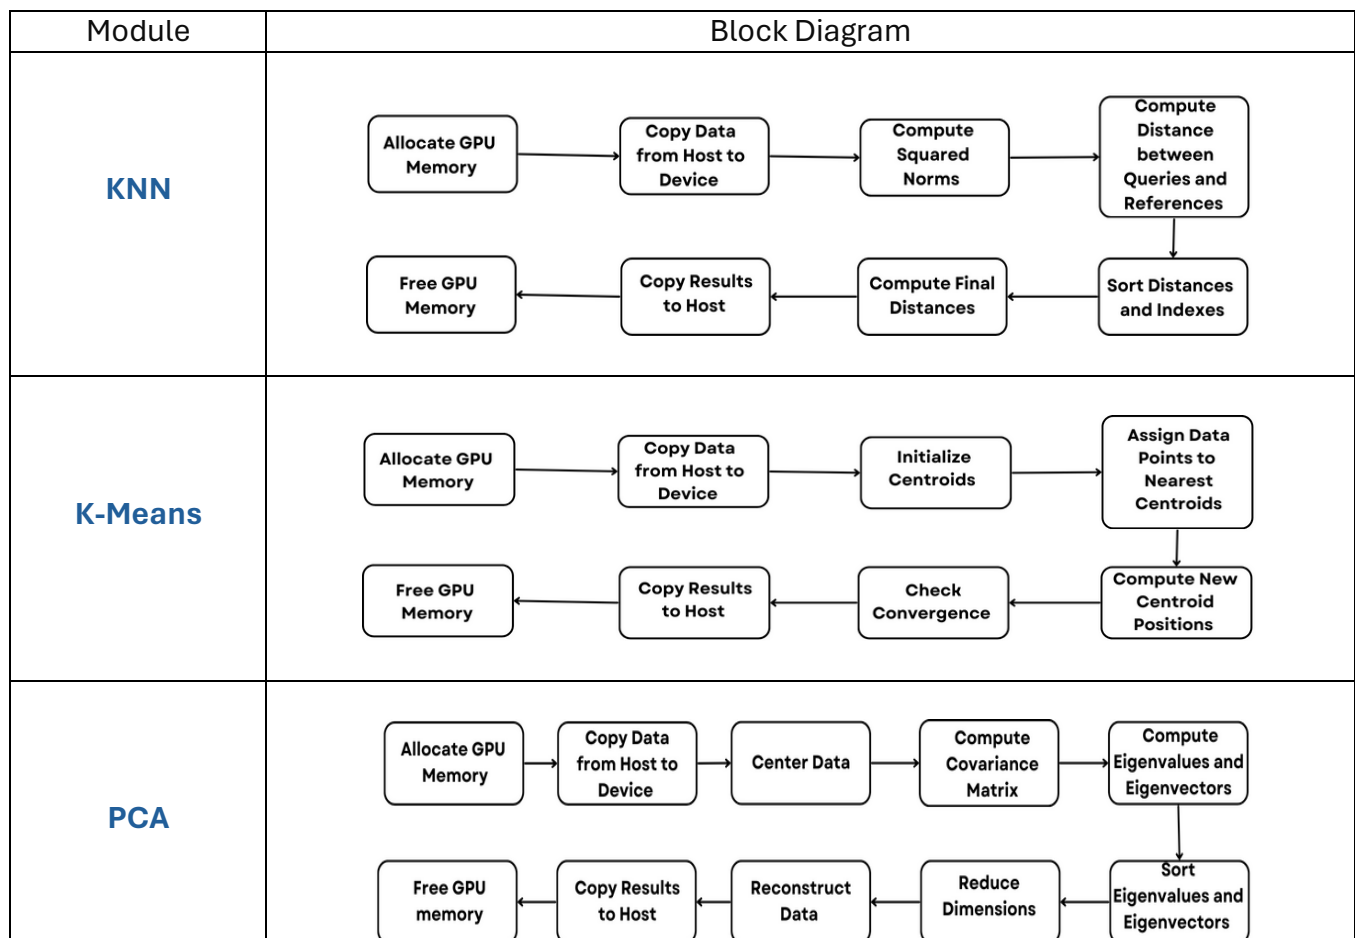 Module
Block Diagram
KNN
Allocate GPU
Memory
Copy Data
from Host to
Device
Compute
Squared
Norms
Compute
Distance
between
Queries and
References
Sort Distances
and Indexes
Compute Final
Distances
Copy Results
to Host
Free GPU
Memory
K-Means
Allocate GPU
Memory
Copy Data
from Host to
Device
Initialize
Centroids
Assign Data
Points to
Nearest
Centroids
Compute New
Centroid
Positions
Check
Convergence
Copy Results
to Host
Free GPU
Memory
PCA
Allocate GPU
Memory
Copy Data
from Host to
Device
Center Data
Compute
Covariance
Matrix
Compute
Eigenvalues and
Eigenvectors
Sort
Eigenvalues and
Eigenvectors
Reduce
Dimensions
Reconstruct
Data
Copy Results
to Host
Free GPU
memory